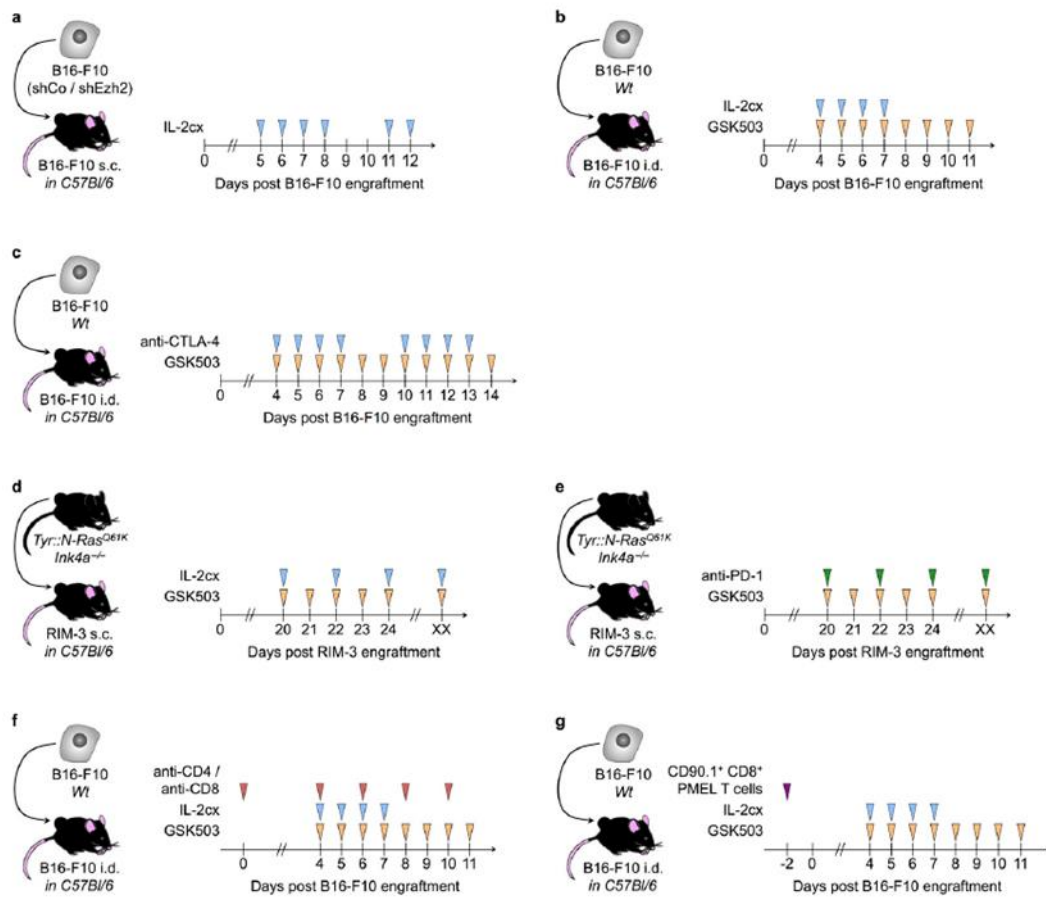 a
B16-F10
(shCo / shEzh2)
B16-F10 s.c.
in C57Bl/6
IL-2cx
0 5 6 7 8 9 10 11 12
Days post B16-F10 engraftment
b
B16-F10
Wt
B16-F10 i.d.
in C57Bl/6
IL-2cx
GSK503
0 4 5 6 7 8 9 10 11
Days post B16-F10 engraftment
c
B16-F10
Wt
B16-F10 i.d.
in C57Bl/6
anti-CTLA-4
GSK503
0 4 5 6 7 8 9 10 11 12 13 14
Days post B16-F10 engraftment
d
Tyr::N-RasQ61K
Ink4a–/–
RIM-3 s.c.
in C57Bl/6
IL-2cx
GSK503
0 20 21 22 23 24 XX
Days post RIM-3 engraftment
e
Tyr::N-RasQ61K
Ink4a–/–
RIM-3 s.c.
in C57Bl/6
anti-PD-1
GSK503
0 20 21 22 23 24 XX
Days post RIM-3 engraftment
f
B16-F10
Wt
B16-F10 i.d.
in C57Bl/6
anti-CD4 /
anti-CD8
IL-2cx
GSK503
0 4 5 6 7 8 9 10 11
Days post B16-F10 engraftment
g
B16-F10
Wt
B16-F10 i.d.
in C57Bl/6
CD90.1+ CD8+
PMEL T cells
IL-2cx
GSK503
-2 0 4 5 6 7 8 9 10 11
Days post B16-F10 engraftment